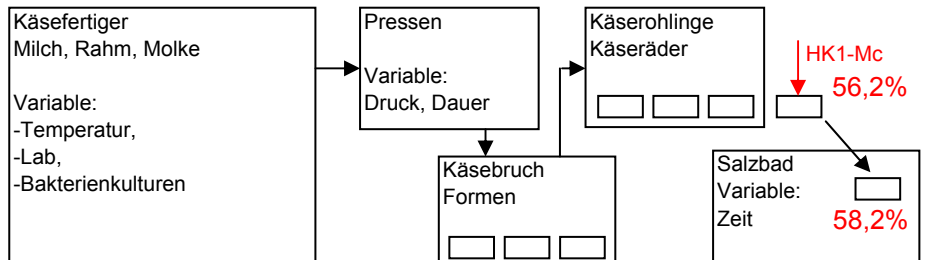 Käsefertiger
Milch, Rahm, Molke
Variable:
-Temperatur,
-Lab,
-Bakterienkulturen
Pressen
Variable:
Druck, Dauer
Käsebruch
Formen
Käserohlinge
Käseräder
HK1-Mc
56,2%
Salzbad
Variable:
Zeit
58,2%